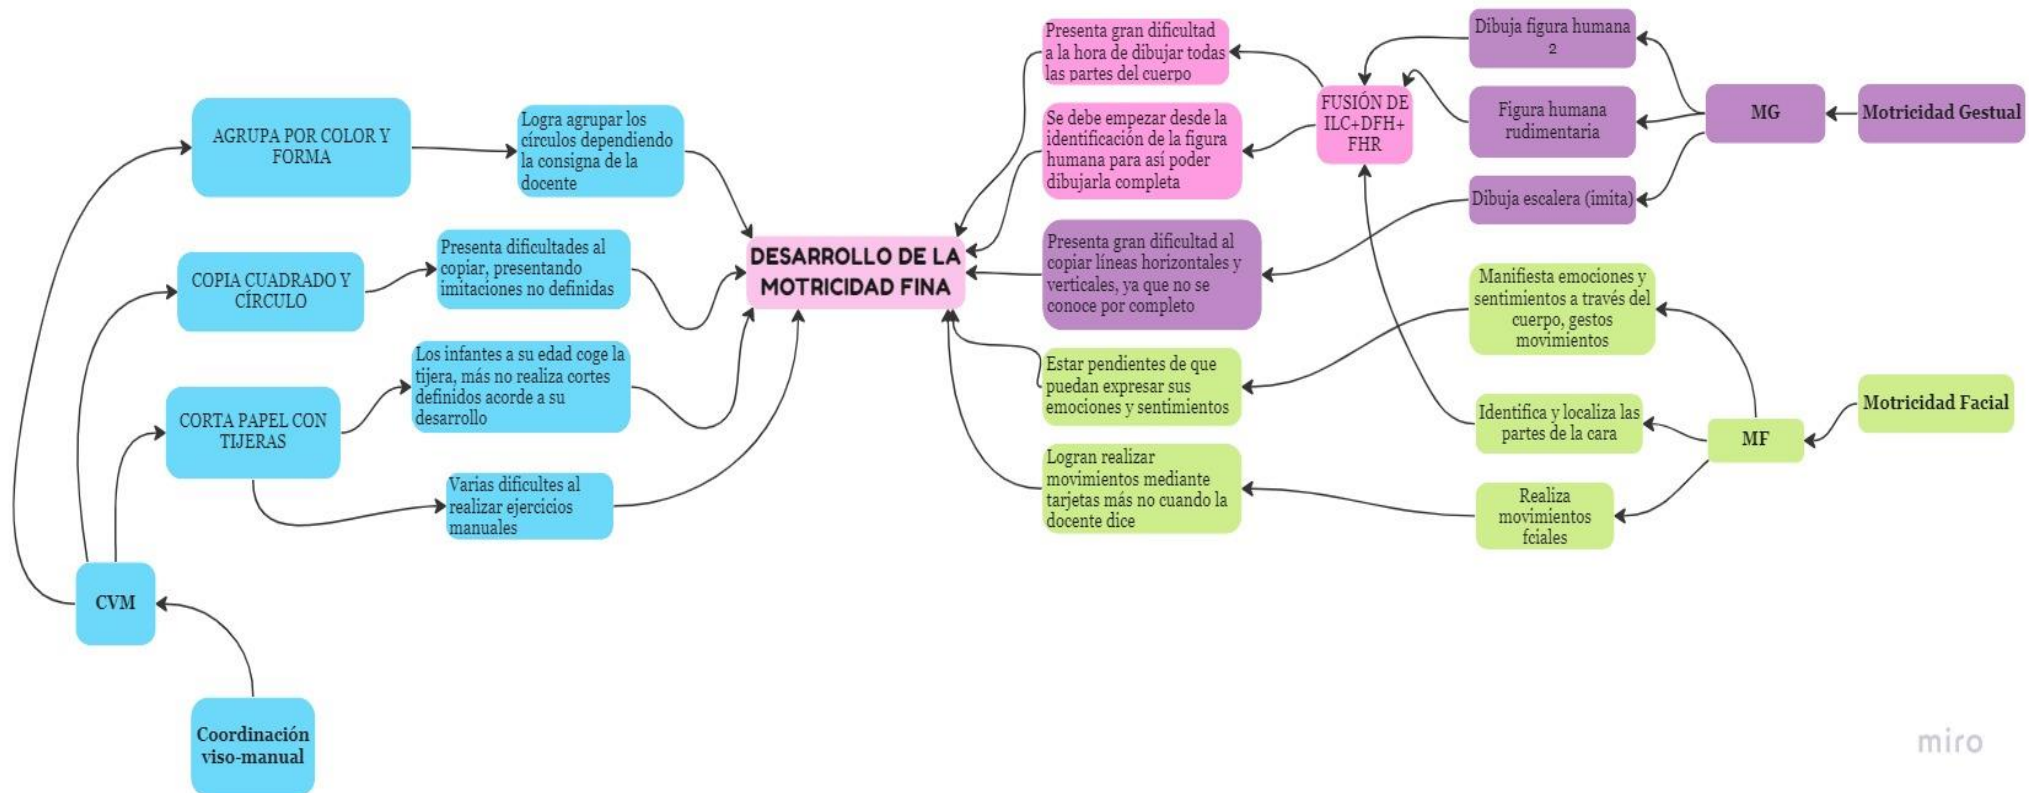 AGRUPA POR COLOR Y
FORMA
Logra agrupar los
círculos dependiendo
la consigna de la
docente
COPIA CUADRADO Y
CÍRCULO
Presenta dificultades al
copiar, presentando
imitaciones no definidas
CORTA PAPEL CON
TIJERAS
Los infantes a su edad coge la
tijera, más no realiza cortes
definidos acorde a su
desarrollo
Varias dificultes al
realizar ejercicios
manuales
CVM
Coordinación
viso-manual
DESARROLLO DE LA
MOTRICIDAD FINA
Presenta gran dificultad
a la hora de dibujar todas
las partes del cuerpo
Se debe empezar desde la
identificación de la figura
humana para así poder
dibujarla completa
Presenta gran dificultad al
copiar líneas horizontales y
verticales, ya que no se
conoce por completo
Estar pendientes de que
puedan expresar sus
emociones y sentimientos
Logran realizar
movimientos mediante
tarjetas más no cuando la
docente dice
FUSIÓN DE
ILC+DFH+
FHR
Dibuja figura humana
2
Figura humana
rudimentaria
Dibuja escalera (imita)
MG
Motricidad Gestual
Manifiesta emociones y
sentimientos a través del
cuerpo, gestos
movimientos
Identifica y localiza las
partes de la cara
Realiza
movimientos
fciales
MF
Motricidad Facial
miro